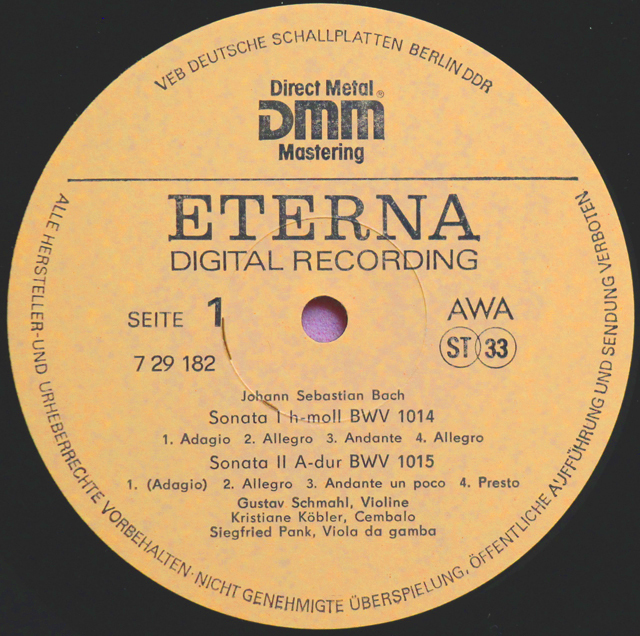 VEB DEUTSCHE SCHALLPLATTEN BERLIN DDR
Direct Metal
DMM®
Mastering
ETERNA
DIGITAL RECORDING
SEITE 1
AWA
ST 33
7 29 182
Johann Sebastian Bach
Sonata I h-moll BWV 1014
1. Adagio 2. Allegro 3. Andante 4. Allegro
Sonata II A-dur BWV 1015
1. (Adagio) 2. Allegro 3. Andante un poco 4. Presto
Gustav Schmahl, Violine
Kristiane Köbler, Cembalo
Siegfried Pank, Viola da gamba
ALLE HERSTELLER-UND URHEBERRECHTE VORBEHALTEN·NICHT GENEHMIGTE ÜBERSPIELUNG, ÖFFENTLICHE AUFFÜHRUNG UND SENDUNG VERBOTEN